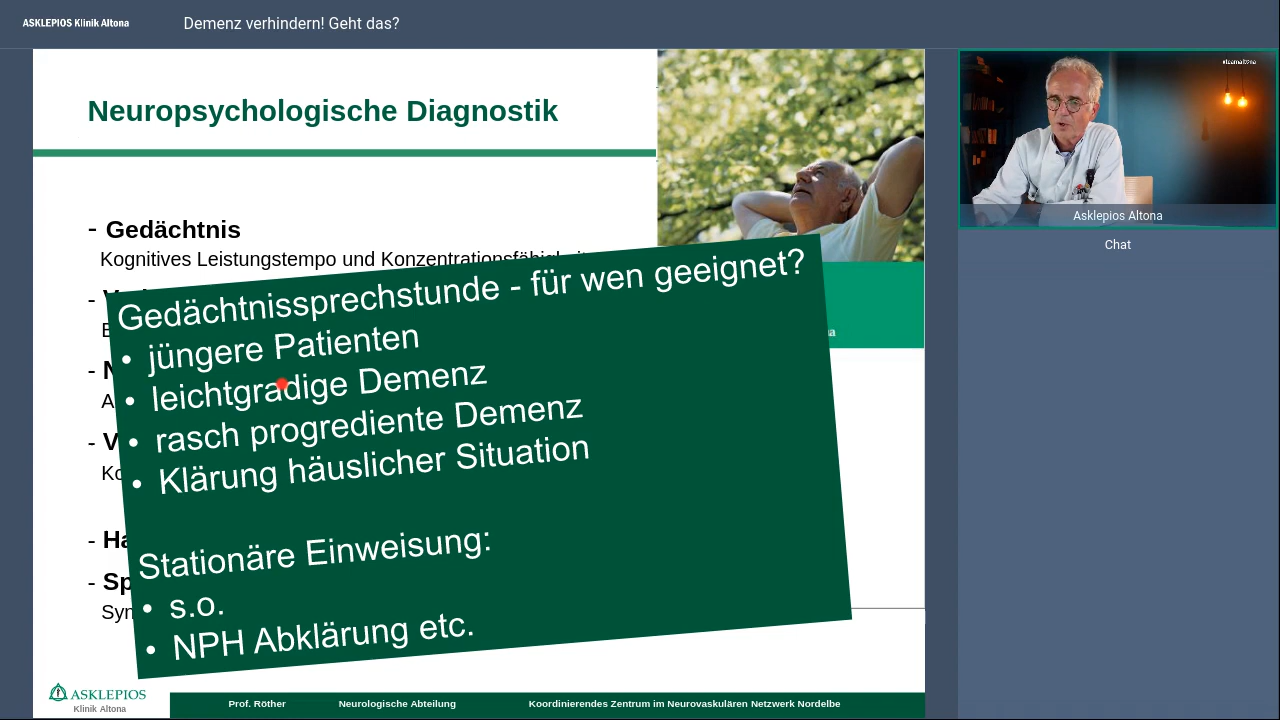 ASKLEPIOS Klinik Altona
Demenz verhindern! Geht das?
#teamaltona
Asklepios Altona
Chat
Neuropsychologische Diagnostik
- Gedächtnis
Kognitives Leistungstempo und
Gedächtnissprechstunde - für wen geeignet?
• jüngere Patienten
• leichtgradige Demenz
• rasch progrediente Demenz
• Klärung häuslicher Situation
Stationäre Einweisung:
• s.o.
• NPH Abklärung etc.
ASKLEPIOS
Klinik Altona
Prof. Röther
Neurologische Abteilung
Koordinierendes Zentrum im Neurovaskulären Netzwerk Nordelbe